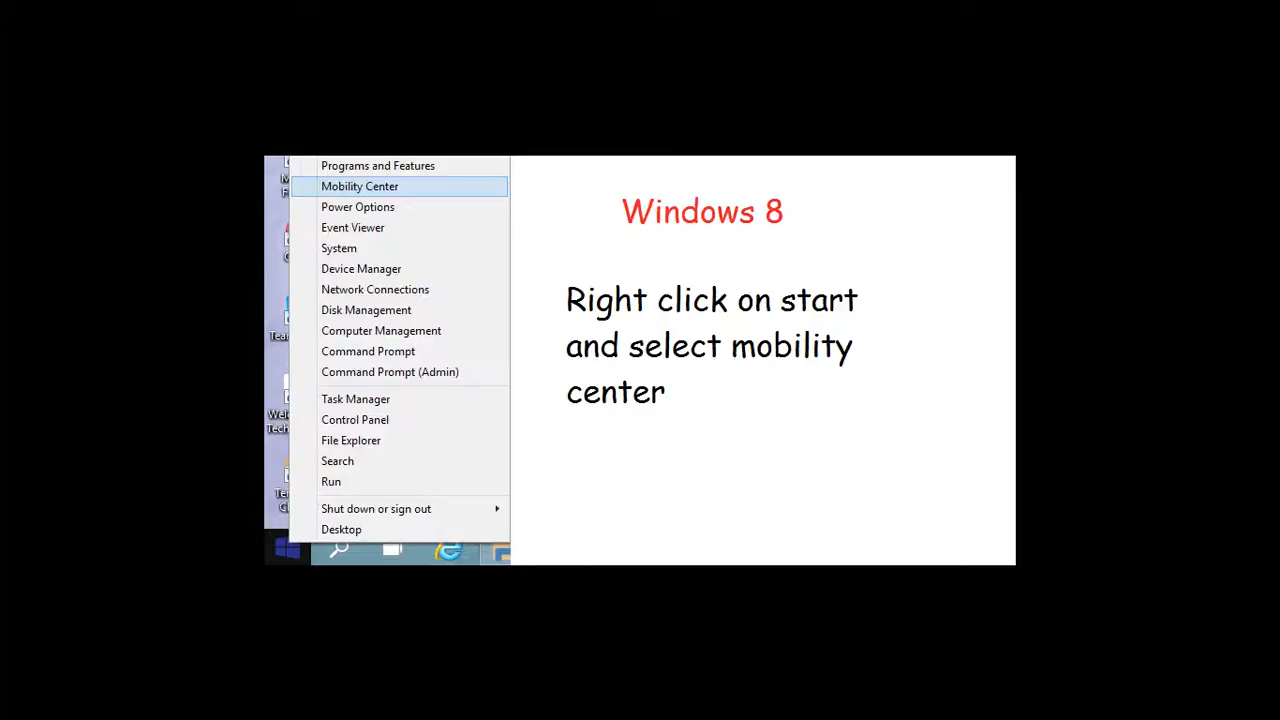 Programs and Features
Mobility Center
Power Options
Event Viewer
System
Device Manager
Network Connections
Disk Management
Computer Management
Command Prompt
Command Prompt (Admin)
Task Manager
Control Panel
File Explorer
Search
Run
Shut down or sign out
Desktop
Windows 8
Right click on start
and select mobility
center